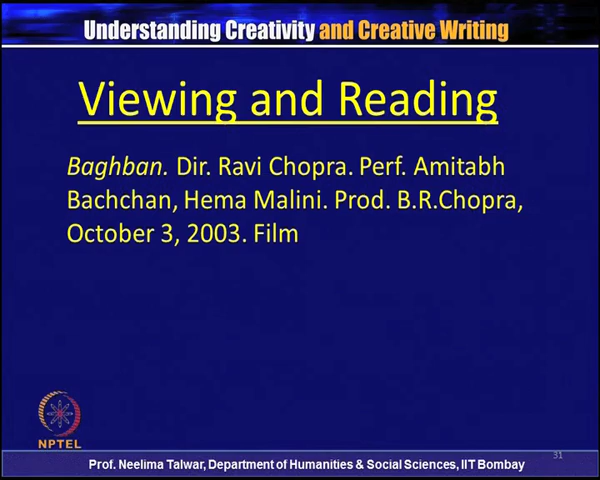 Understanding Creativity and Creative Writing
Viewing and Reading
Baghban. Dir. Ravi Chopra. Perf. Amitabh
Bachchan, Hema Malini. Prod. B.R.Chopra,
October 3, 2003. Film
NPTEL
31
Prof. Neelima Talwar, Department of Humanities & Social Sciences, IIT Bombay